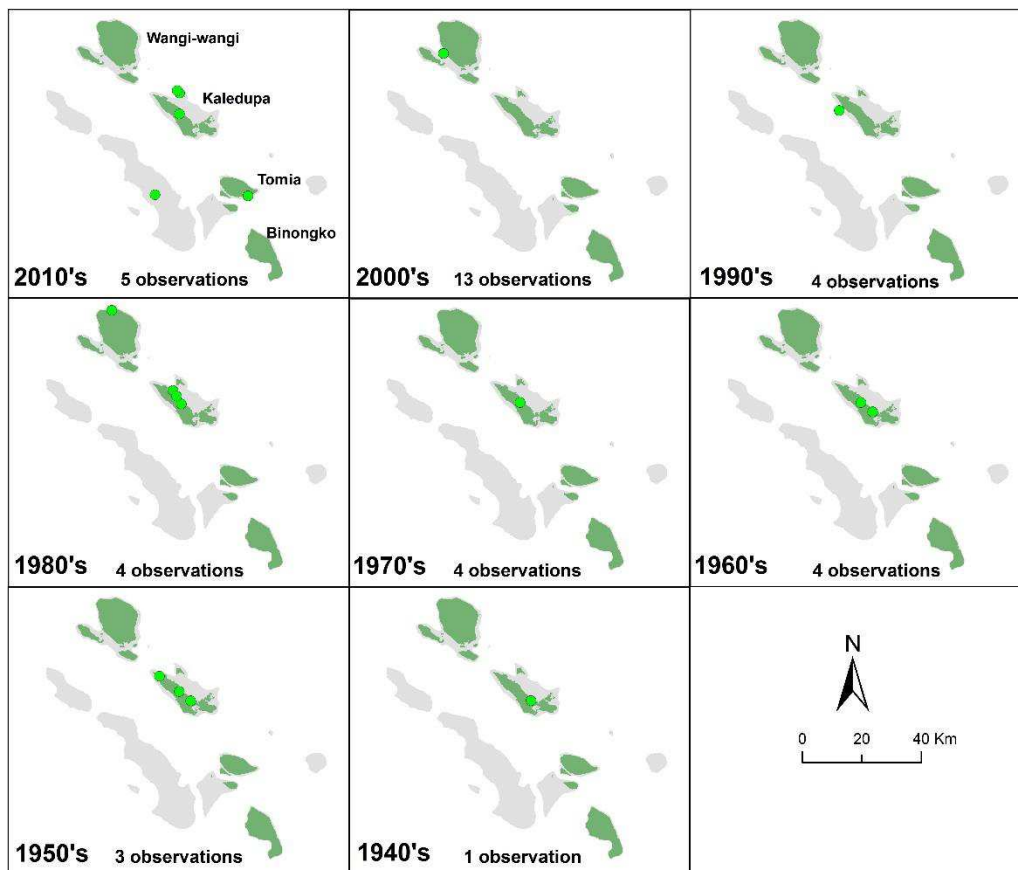 Wangi-wangi
Kaledupa
Tomia
Binongko
2010's 5 observations
2000's 13 observations
1990's 4 observations
1980's 4 observations
1970's 4 observations
1960's 4 observations
1950's 3 observations
1940's 1 observation
N
0 20 40 Km